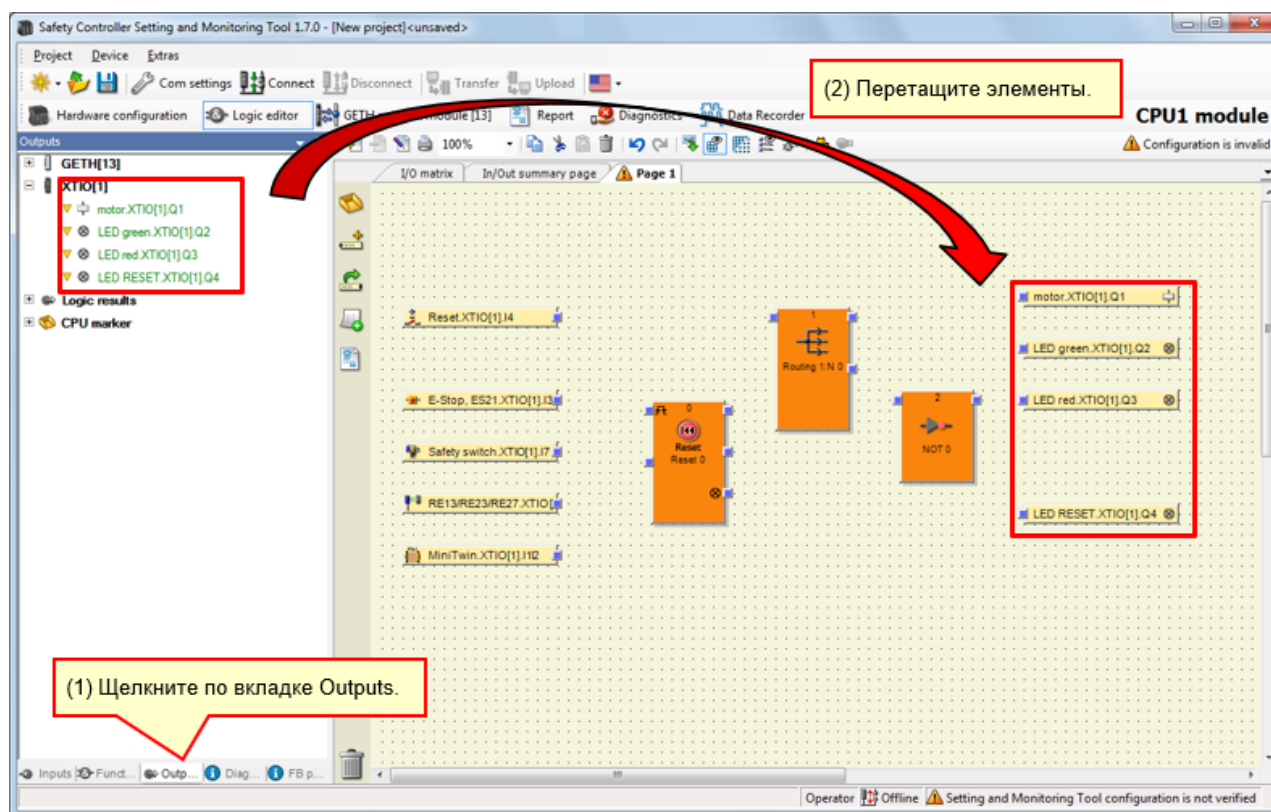 Safety Controller Setting and Monitoring Tool 1.7.0 - [New project]<unsaved>
Project Device Extras
Com settings Connect Disconnect Transfer Upload
(2) Перетащите элементы.
Hardware configuration Logic editor GETH module [13] Report Diagnostics Data Recorder CPU1 module
Outputs 100% Configuration is invalid
GETH[13]
I/O matrix In/Out summary page Page 1
XTIO[1]
motor.XTIO[1].Q1
LED green.XTIO[1].Q2
LED red.XTIO[1].Q3
LED RESET.XTIO[1].Q4
Logic results
CPU marker
Reset.XTIO[1].I4
E-Stop, ES21.XTIO[1].I3
Safety switch.XTIO[1].I7
RE13/RE23/RE27.XTIO[
MiniTwin.XTIO[1].I1I2
0
Reset
Reset 0
1
Routing 1:N 0
2
NOT 0
motor.XTIO[1].Q1
LED green.XTIO[1].Q2
LED red.XTIO[1].Q3
LED RESET.XTIO[1].Q4
(1) Щелкните по вкладке Outputs.
Inputs Funct... Outp... Diag... FB p...
Operator Offline Setting and Monitoring Tool configuration is not verified